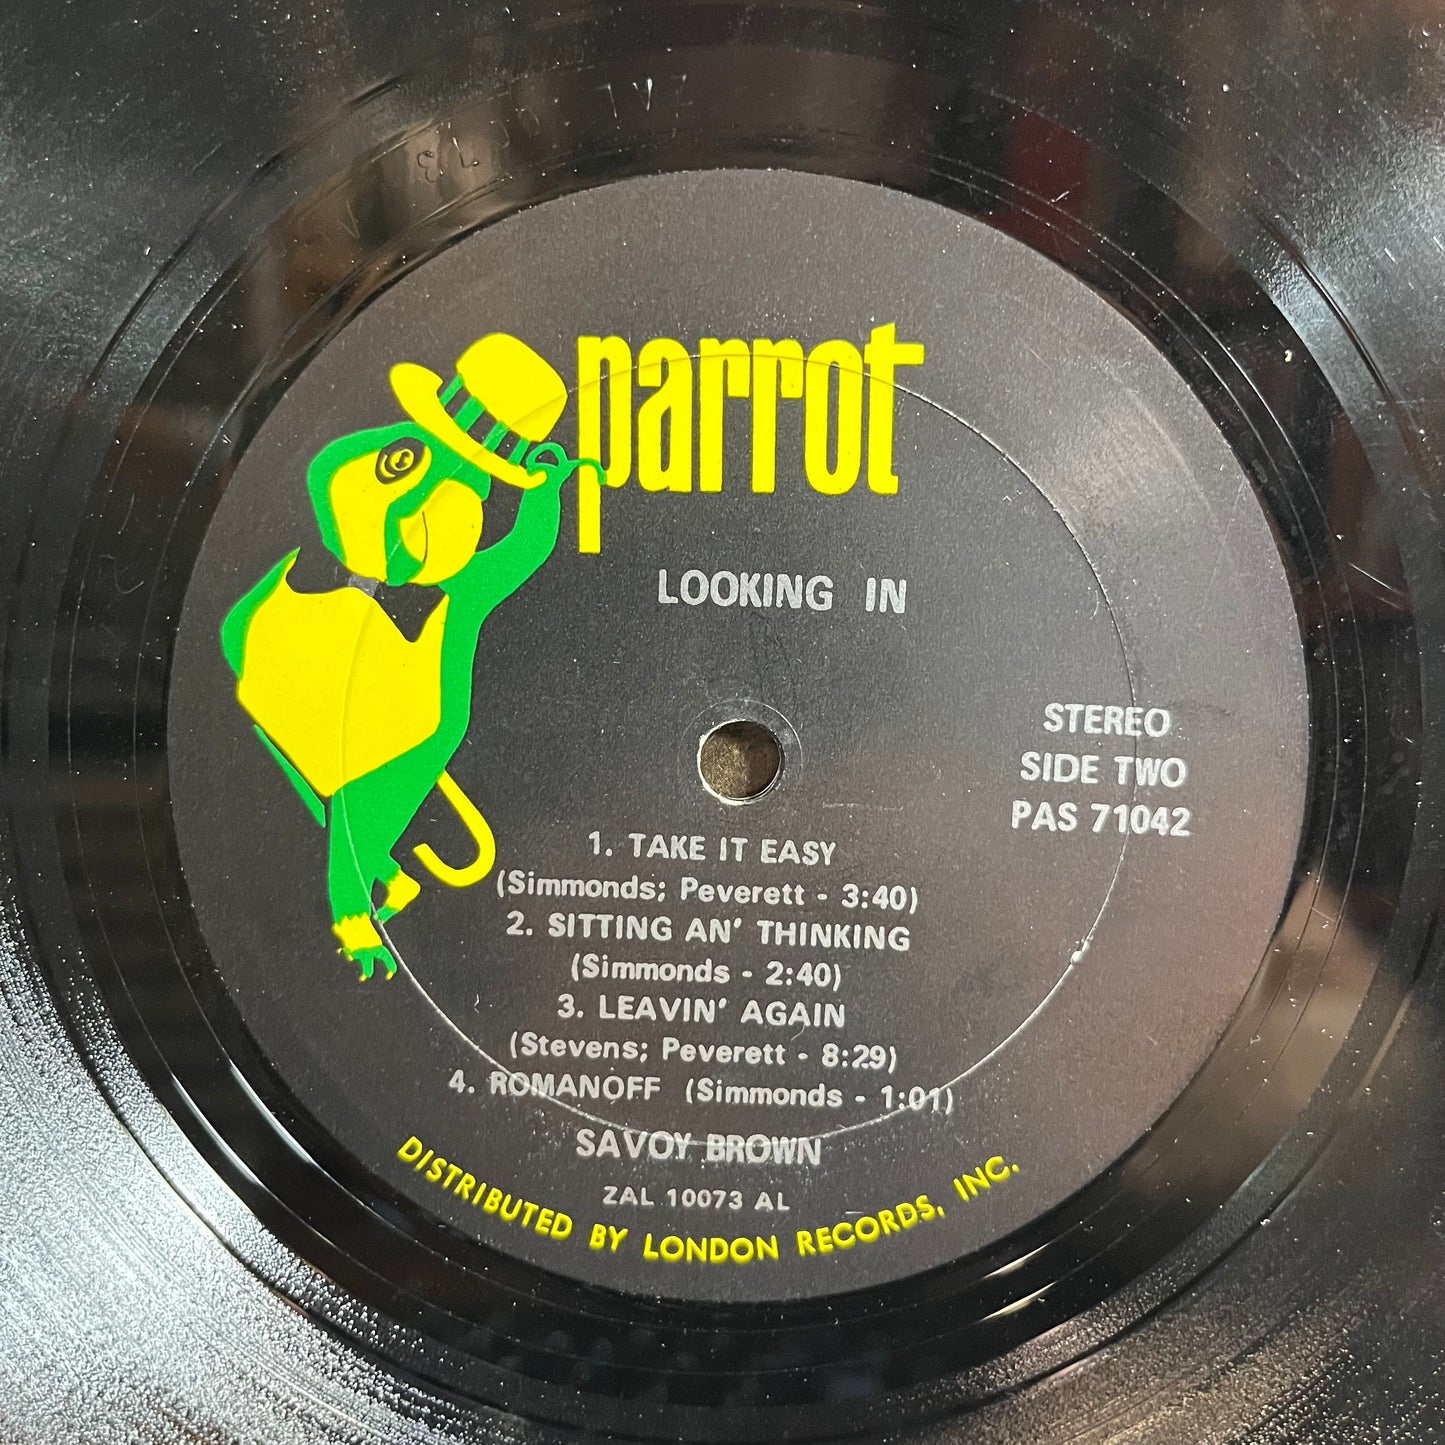 parrot
LOOKING IN
STEREO
SIDE TWO
PAS 71042
1. TAKE IT EASY
(Simmonds; Peverett - 3:40)
2. SITTING AN' THINKING
(Simmonds - 2:40)
3. LEAVIN' AGAIN
(Stevens; Peverett - 8:29)
4. ROMANOFF (Simmonds - 1:01)
SAVOY BROWN
ZAL 10073 AL
DISTRIBUTED BY LONDON RECORDS, INC.